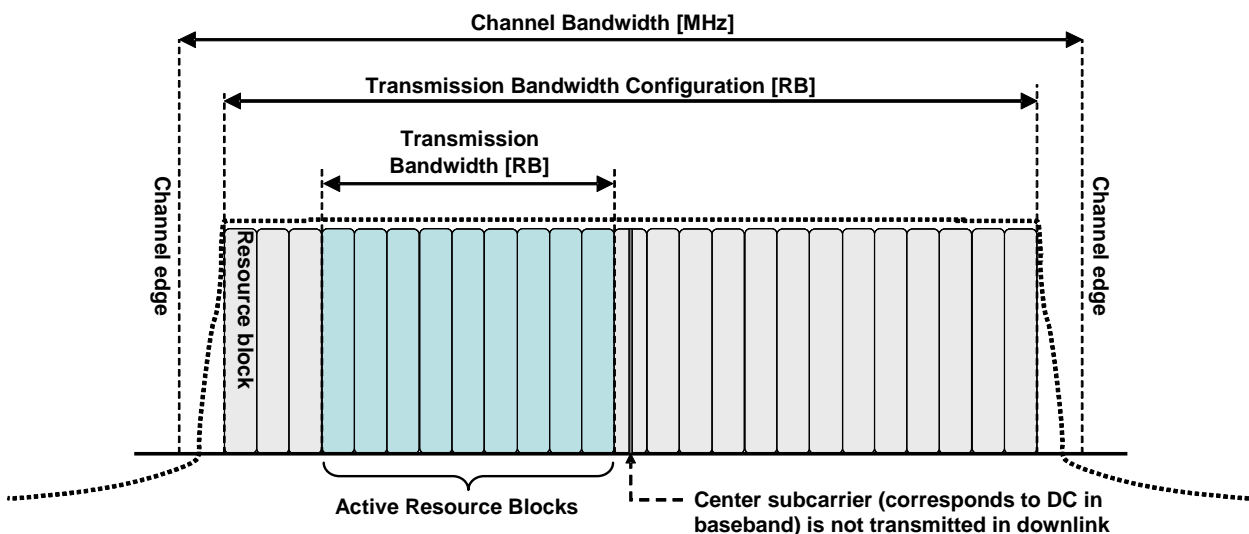 Channel Bandwidth [MHz]
Transmission Bandwidth Configuration [RB]
Transmission
Bandwidth [RB]
Channel edge
Channel edge
Resource block
Active Resource Blocks
Center subcarrier (corresponds to DC in
baseband) is not transmitted in downlink